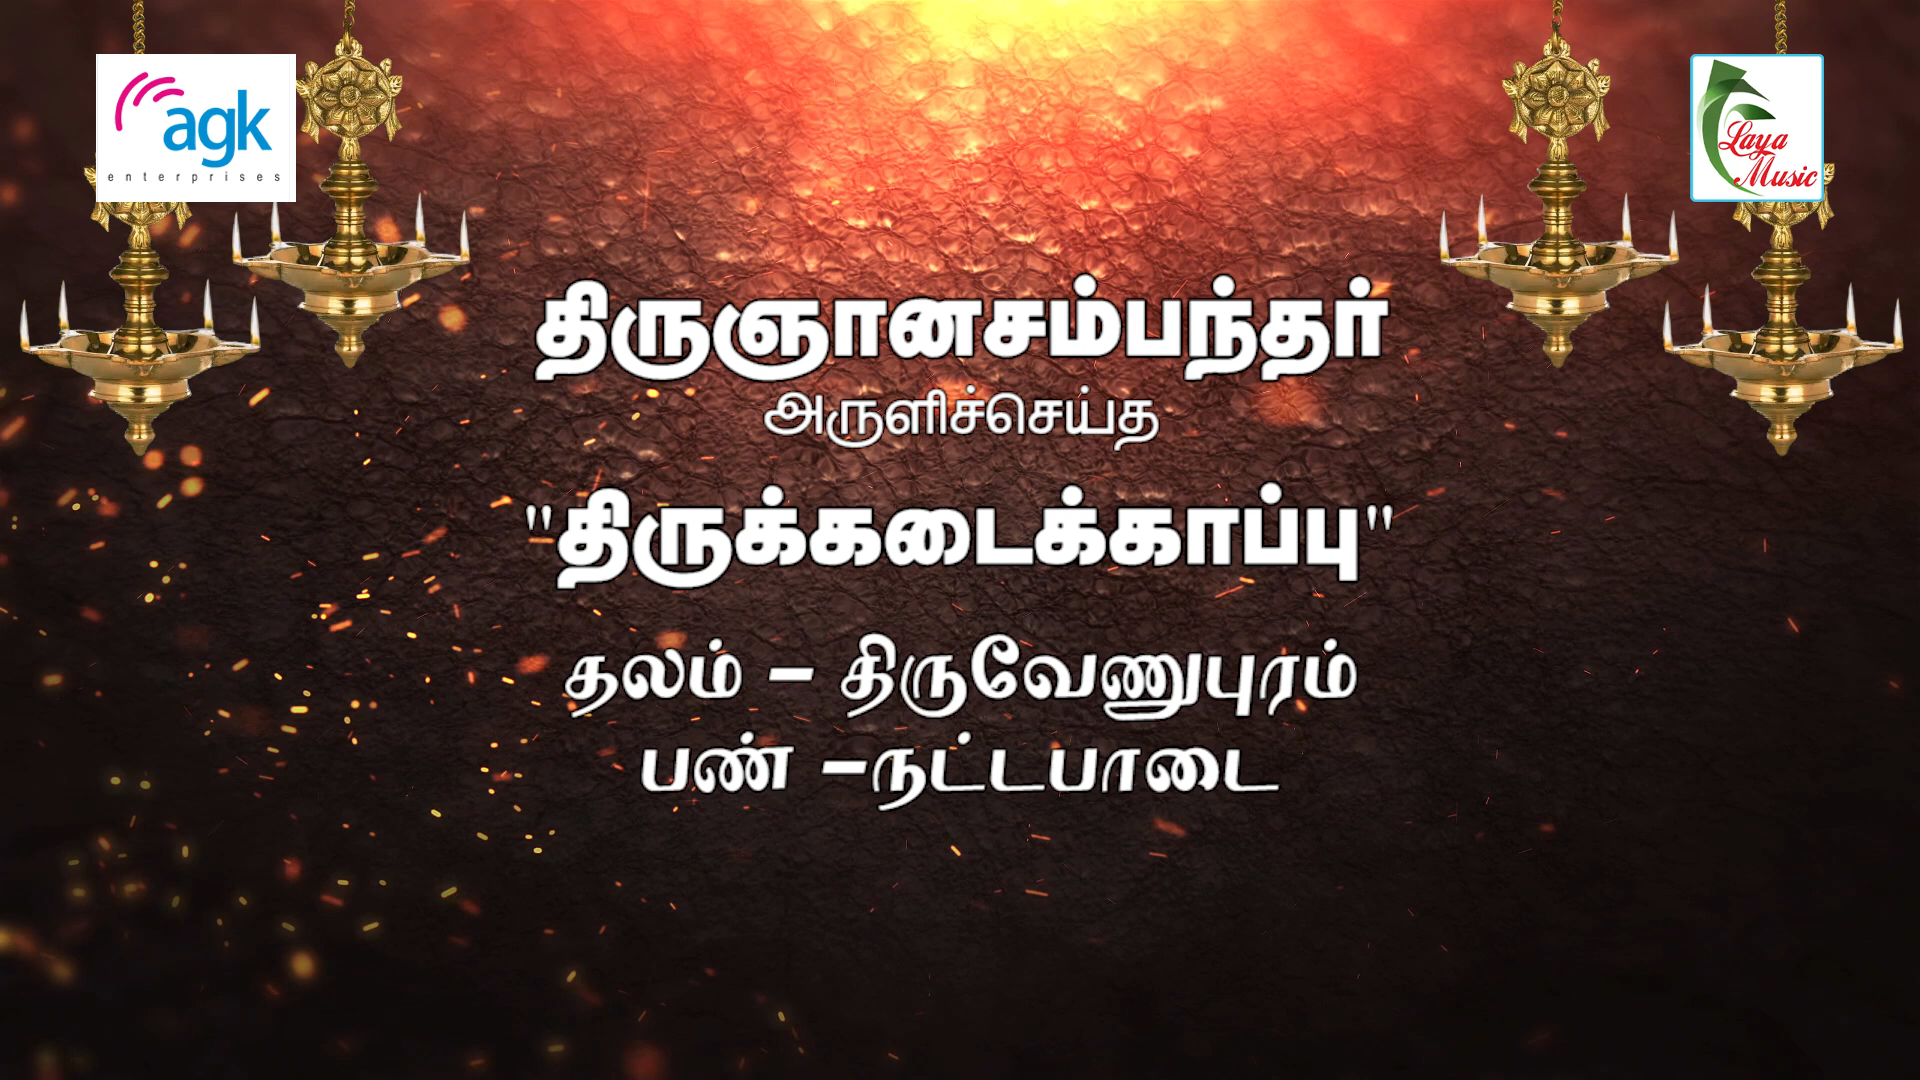 agk
enterprises
Laya
Music
திருஞானசம்பந்தர்
அருளிச்செய்த
"திருக்கடைக்காப்பு"
தலம் – திருவேணுபுரம்
பண் –நட்டபாடை